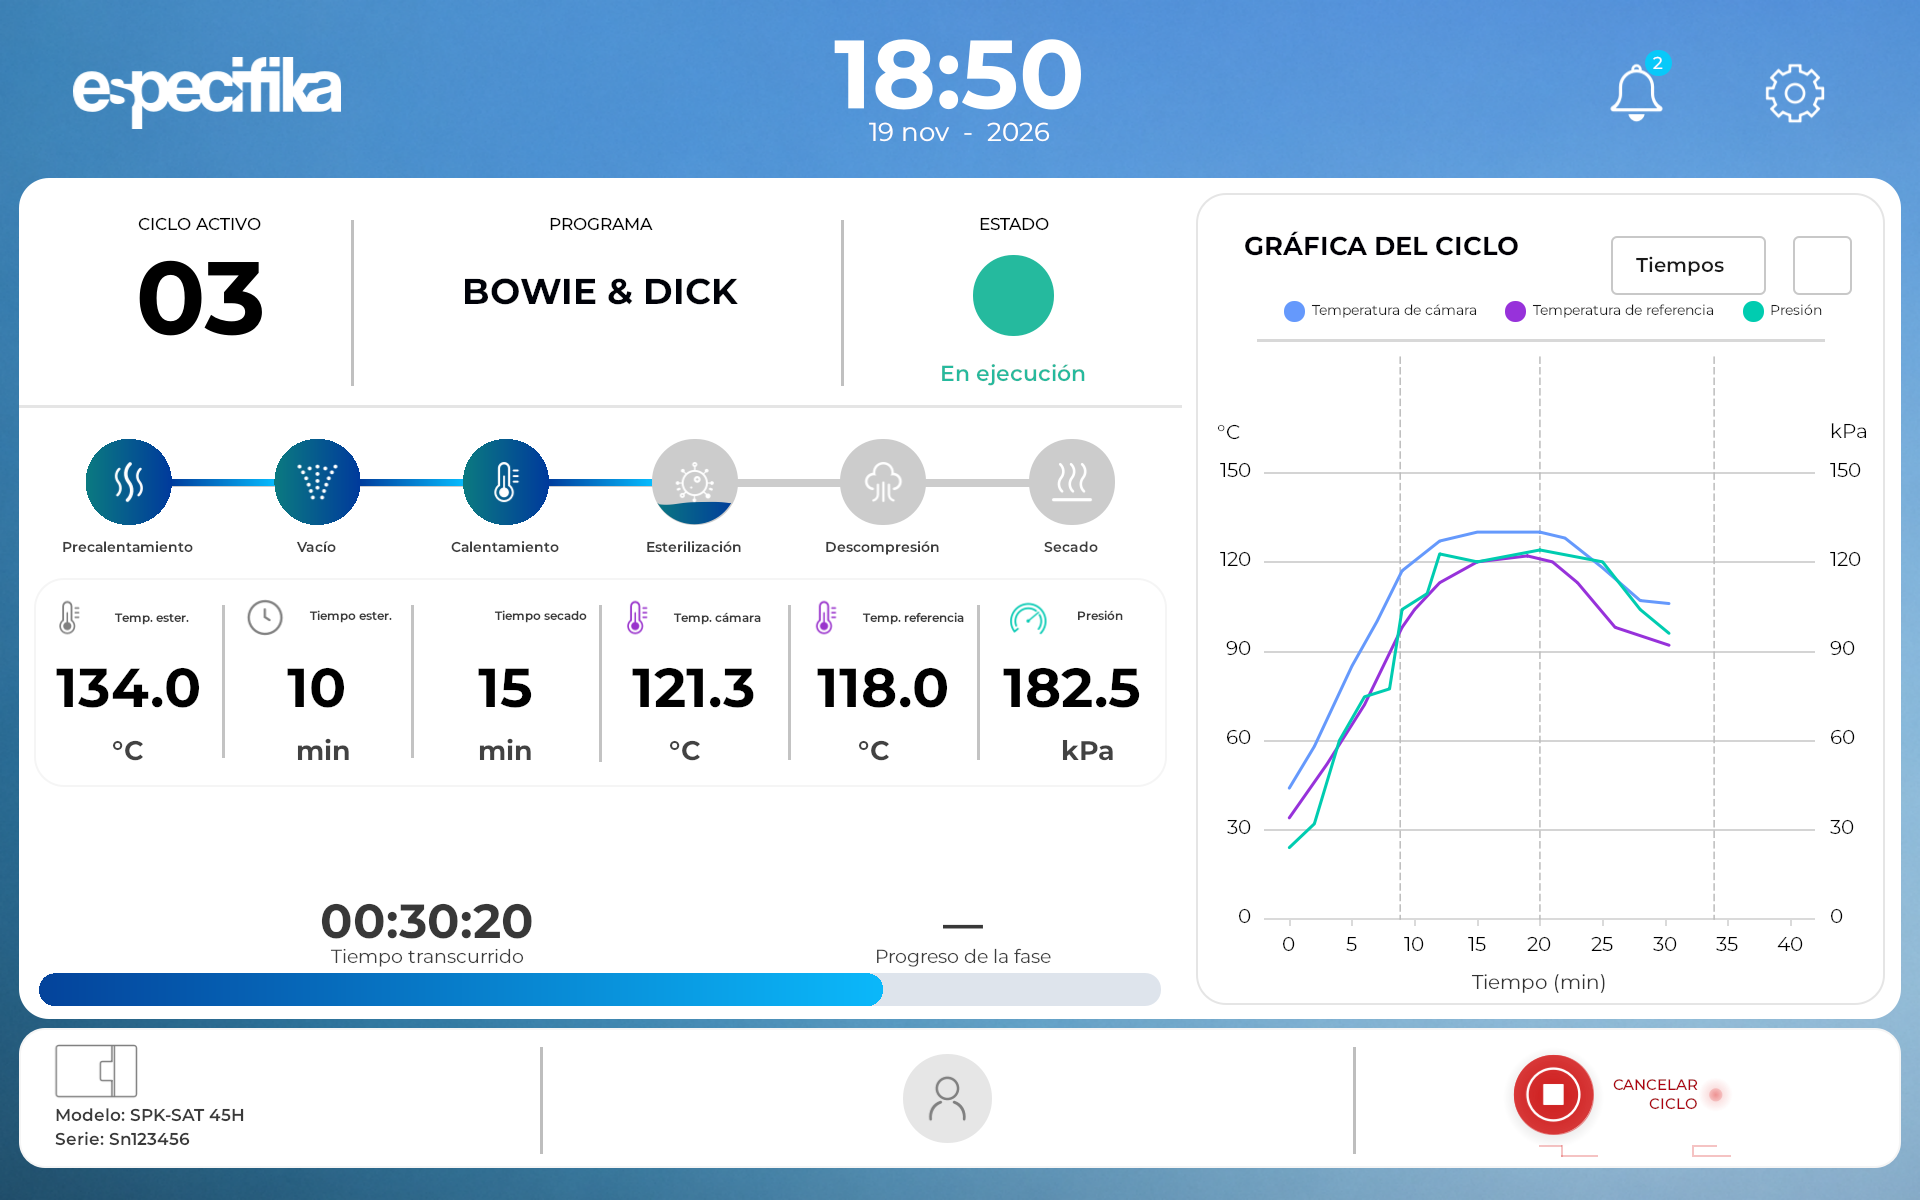 especifika
18:50
19 nov - 2026
2
CICLO ACTIVO
03
PROGRAMA
BOWIE & DICK
ESTADO
En ejecución
Precalentamiento
Vacío
Calentamiento
Esterilización
Descompresión
Secado
Temp. ester.
134.0
°C
Tiempo ester.
10
min
Tiempo secado
15
min
Temp. cámara
121.3
°C
Temp. referencia
118.0
°C
Presión
182.5
kPa
00:30:20
Tiempo transcurrido
—
Progreso de la fase
GRÁFICA DEL CICLO
Tiempos
Temperatura de cámara
Temperatura de referencia
Presión
°C
kPa
150
150
120
120
90
90
60
60
30
30
0
0
0 5 10 15 20 25 30 35 40
Tiempo (min)
Modelo: SPK-SAT 45H
Serie: Sn123456
CANCELAR
CICLO